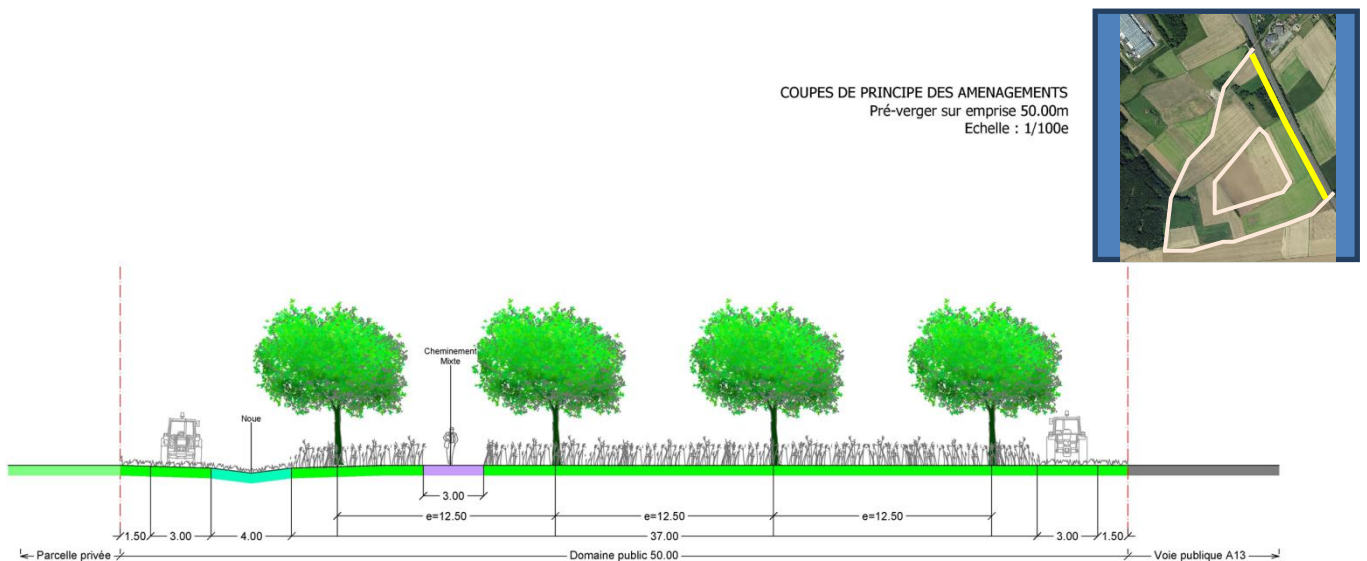 COUPES DE PRINCIPE DES AMENAGEMENTS
Pré-verger sur emprise 50.00m
Echelle : 1/100e
Cheminement
Mixte
Noue
3.00
e=12.50 e=12.50 e=12.50
1.50 3.00 4.00 37.00 3.00 1.50
Parcelle privée Domaine public 50.00 Voie publique A13